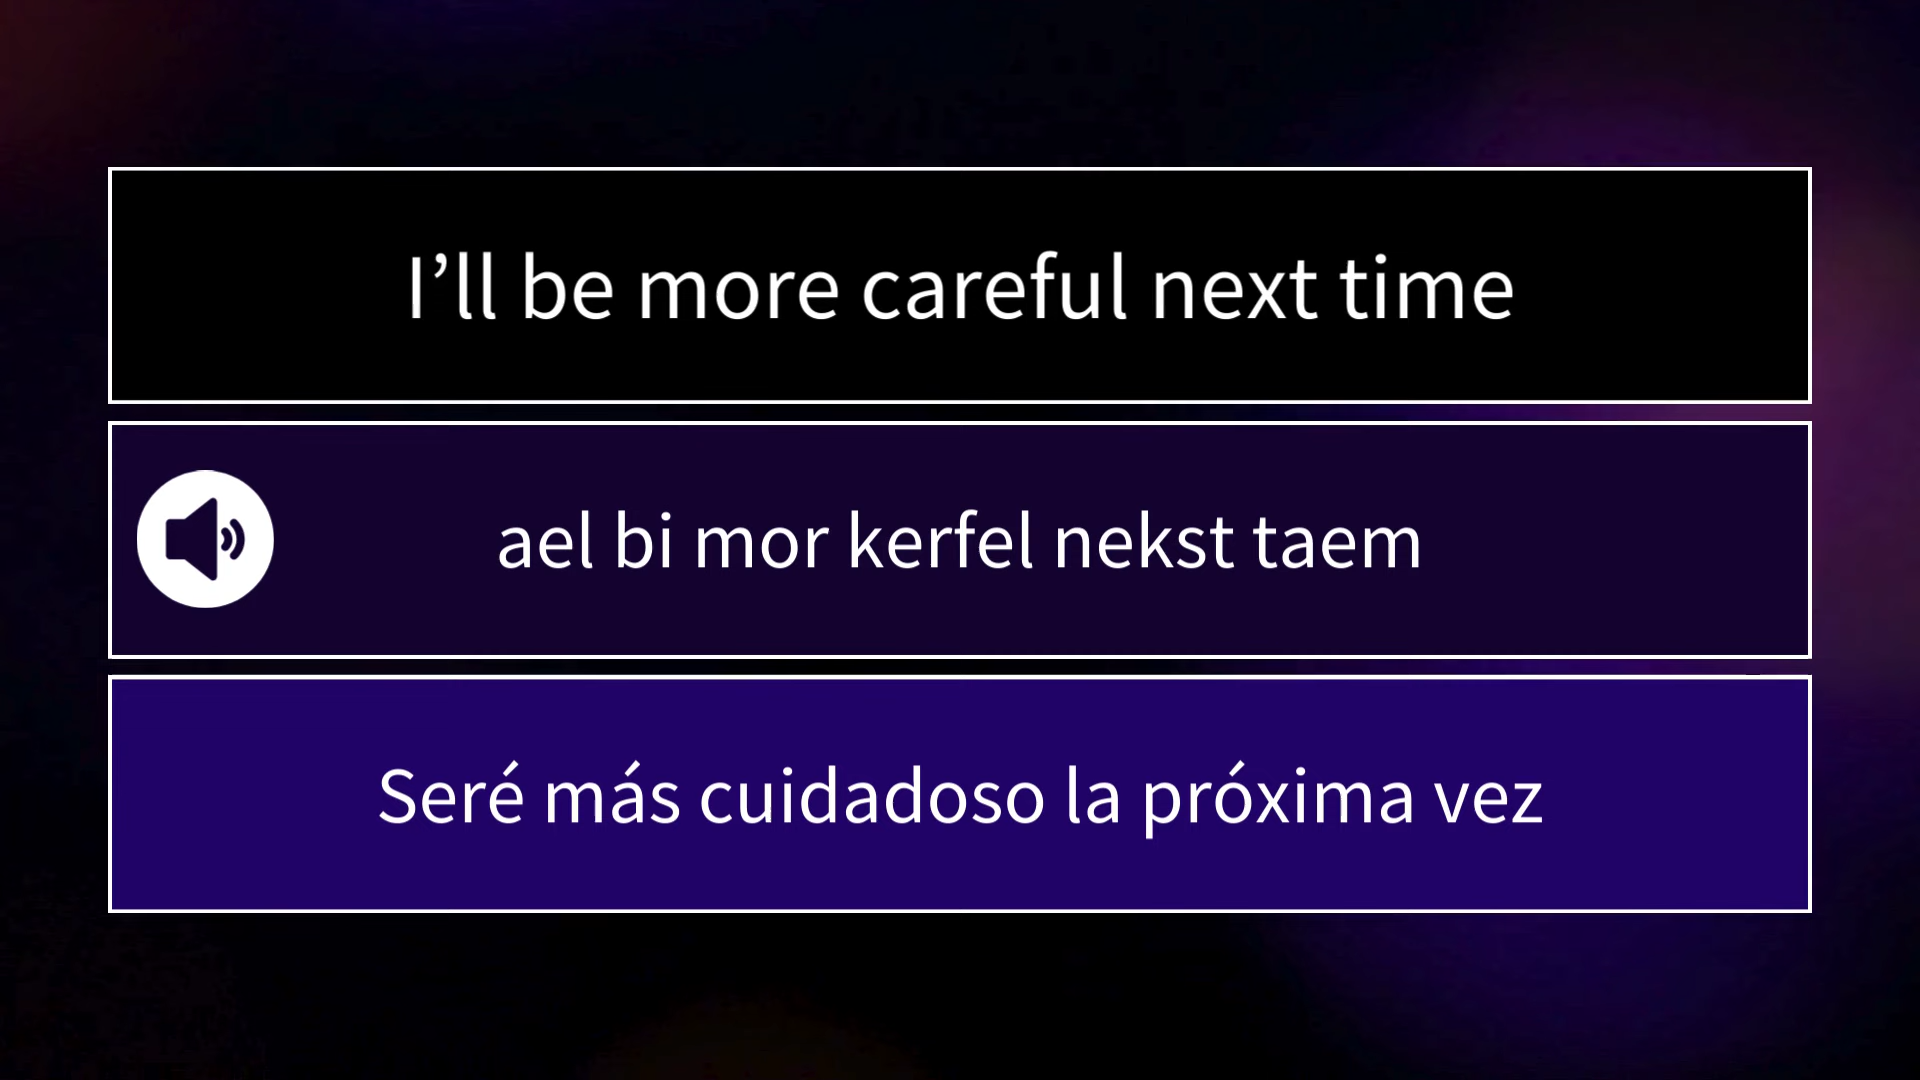 I’ll be more careful next time
ael bi mor kerfel nekst taem
Seré más cuidadoso la próxima vez